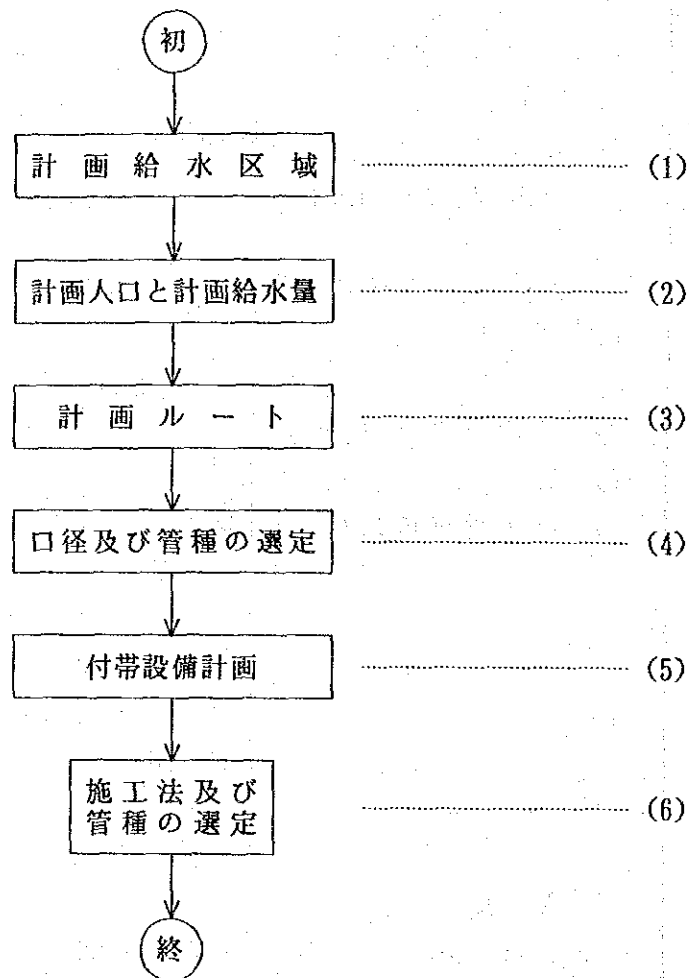 初
計画給水区域 (1)
計画人口と計画給水量 (2)
計画ルート (3)
口径及び管種の選定 (4)
付帯設備計画 (5)
施工法及び
管種の選定 (6)
終